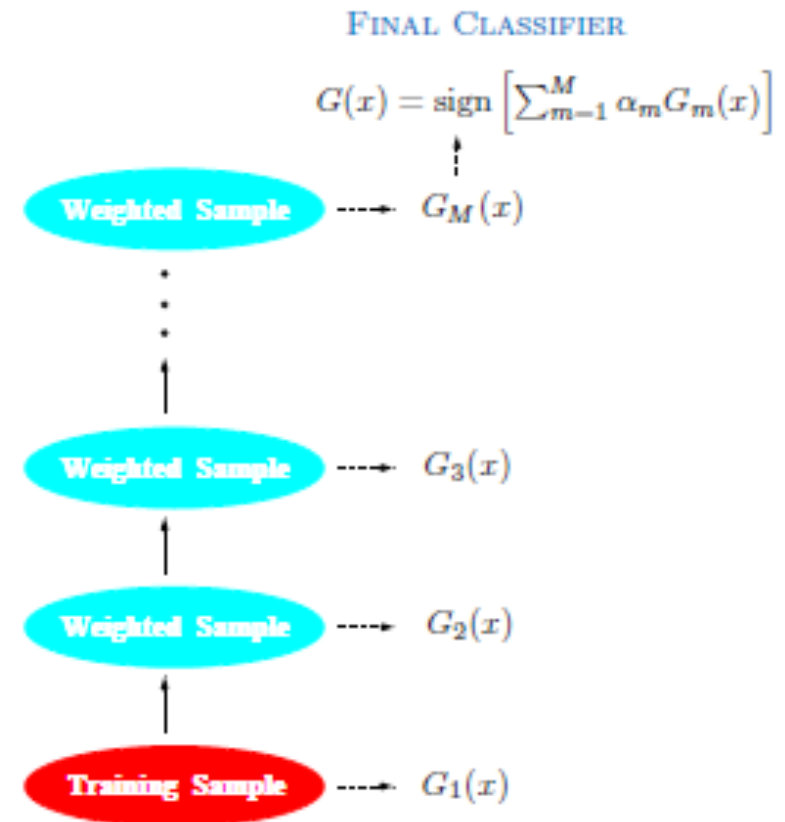 FINAL CLASSIFIER
G(x) = sign [∑_{m−1}^{M} α_m G_m(x)]
Weighted Sample G_M(x)
Weighted Sample G_3(x)
Weighted Sample G_2(x)
Training Sample G_1(x)